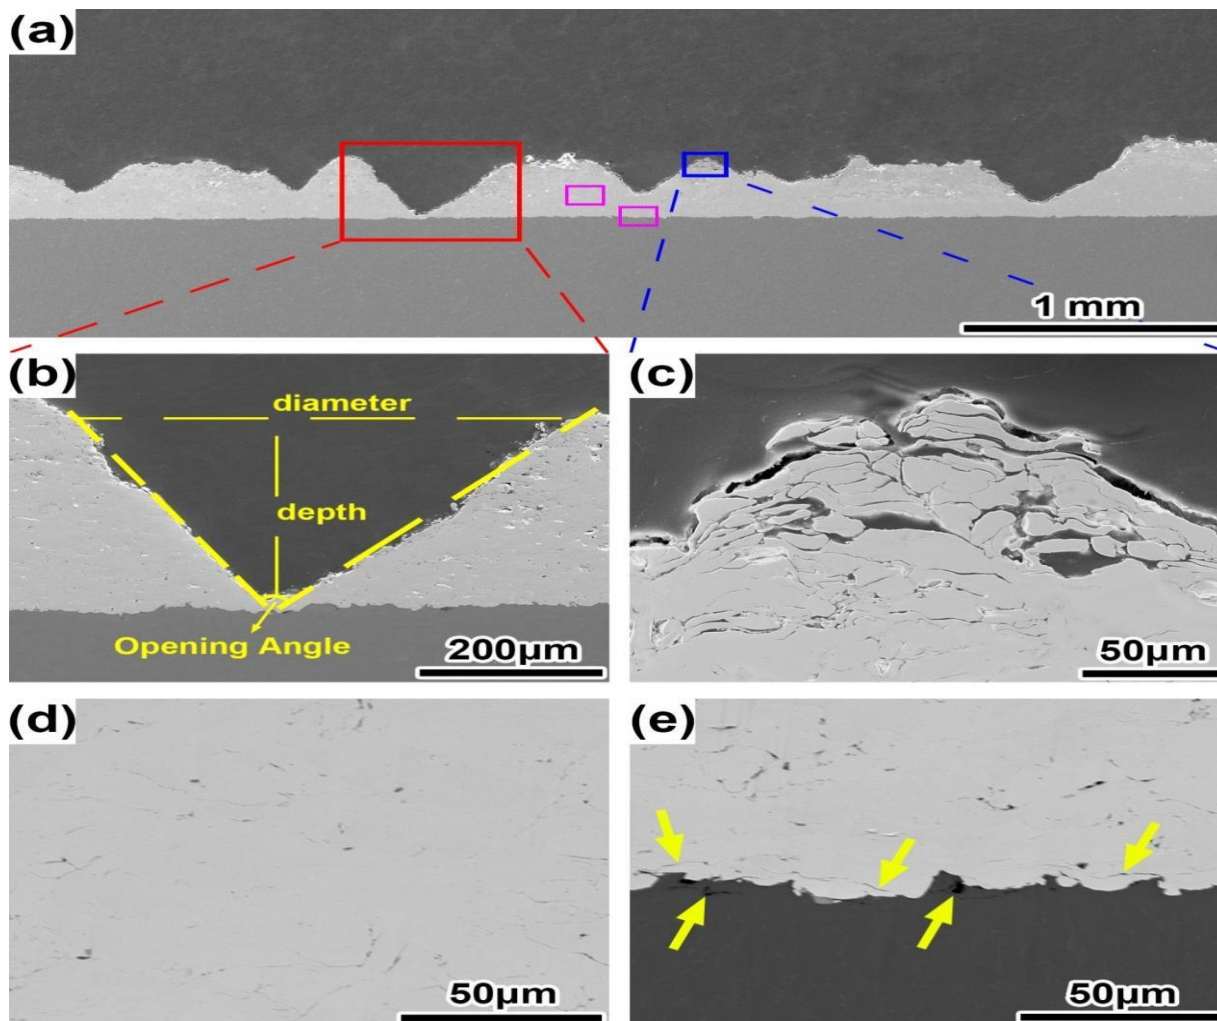 (a)
1 mm
(b)
diameter
depth
Opening Angle
200μm
(c)
50μm
(d)
50μm
(e)
50μm